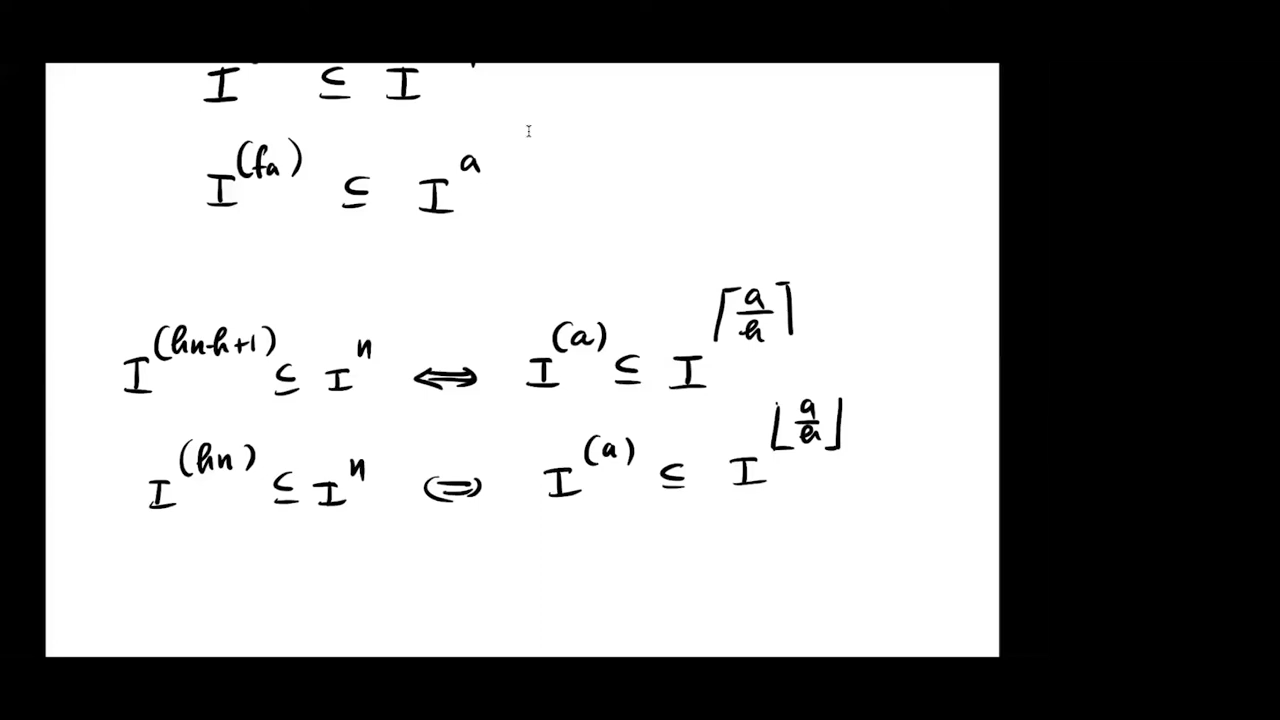 I ⊆ I
I^(fa) ⊆ I^a
I^(hn-h+1) ⊆ I^n ⟺ I^(a) ⊆ I^⌈a/h⌉
I^(hn) ⊆ I^n ⟺ I^(a) ⊆ I^⌊a/h⌋